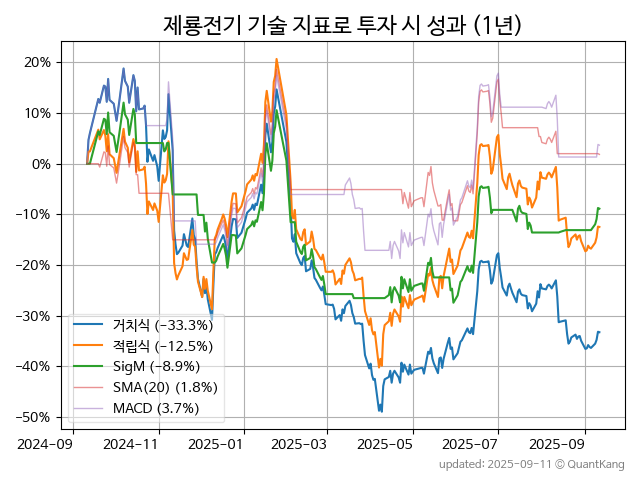 제룡전기 기술 지표로 투자 시 성과 (1년)
20%
10%
0%
−10%
−20%
−30%
−40%
−50%
거치식 (−33.3%)
적립식 (−12.5%)
SigM (−8.9%)
SMA(20) (1.8%)
MACD (3.7%)
2024-09
2024-11
2025-01
2025-03
2025-05
2025-07
2025-09
updated: 2025-09-11 © QuantKang